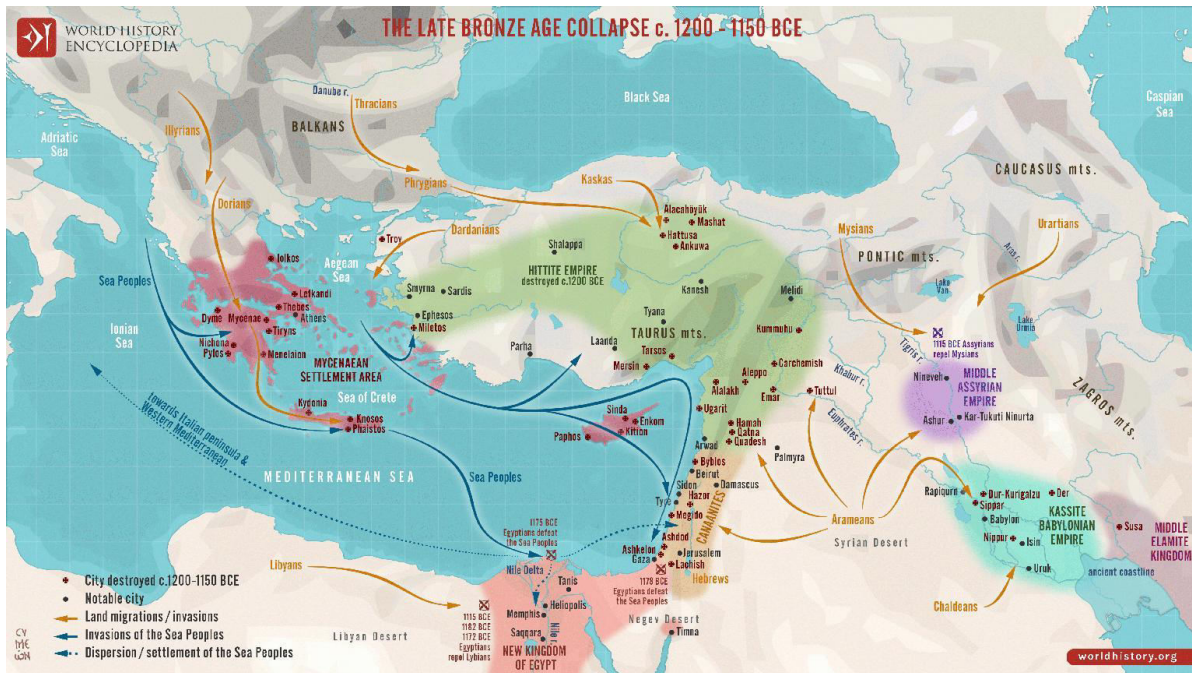 WORLD HISTORY
ENCYCLOPEDIA
THE LATE BRONZE AGE COLLAPSE c. 1200 - 1150 BCE
Adriatic
Sea
Danube r.
Thracians
BALKANS
Illyrians
Black Sea
Caspian
Sea
CAUCASUS mts.
Phrygians
Kaskas
Dorians
Dardanians
Troy
Alacahöyük
Mashat
Hattusa
Ankuwa
Mysians
Urartians
PONTIC mts.
Aras r.
Lake
Van
Lake
Urmia
Shalappa
HITTITE EMPIRE
destroyed c.1200 BCE
Iolkos
Aegean
Sea
Sea Peoples
Smyrna
Sardis
Kanesh
Melidi
Lefkandi
Thebes
Athens
Dyme
Mycenae
Tiryns
Ephesos
Miletos
Tyana
TAURUS mts.
Kummuhu
Ionian
Sea
Nichoria
Pylos
Menelaion
MYCENAEAN
SETTLEMENT AREA
Sea of Crete
Parha
Laanda
Tarsos
Mersin
Carchemish
Aleppo
Alalakh
Emar
Tuttul
Khabur r.
Tigris r.
1115 BCE Assyrians
repel Mysians
Nineveh
MIDDLE
ASSYRIAN
EMPIRE
Ashur
Kar-Tukuti Ninurta
ZAGROS mts.
Euphrates r.
Kydonia
Knosos
Phaistos
Sinda
Enkom
Kition
Paphos
Ugarit
Hamah
Qatna
Quadesh
Arwad
Palmyra
Towards Italian peninsula &
Western Mediterranean
MEDITERRANEAN SEA
Sea Peoples
Byblos
Beirut
Sidon
Damascus
Tyre
Hazor
Megido
CANAANITES
Arameans
Syrian Desert
Rapiqum
Dur-Kurigalzu
Sippar
Der
Babylon
KASSITE
BABYLONIAN
EMPIRE
Nippur
Isin
Uruk
Susa
MIDDLE
ELAMITE
KINGDOM
ancient coastline
Chaldeans
1175 BCE
Egyptians defeat
the Sea Peoples
Ashdod
Ashkelon
Gaza
Jerusalem
Lachish
Hebrews
1178 BCE
Egyptians defeat
the Sea Peoples
Negev Desert
Timna
Libyans
Nile Delta
Tanis
Heliopolis
Memphis
Saqqara
Nile r.
NEW KINGDOM
OF EGYPT
1115 BCE
1182 BCE
1172 BCE
Egyptians
repel Lybians
Libyan Desert
City destroyed c.1200-1150 BCE
Notable city
Land migrations / invasions
Invasions of the Sea Peoples
Dispersion / settlement of the Sea Peoples
worldhistory.org